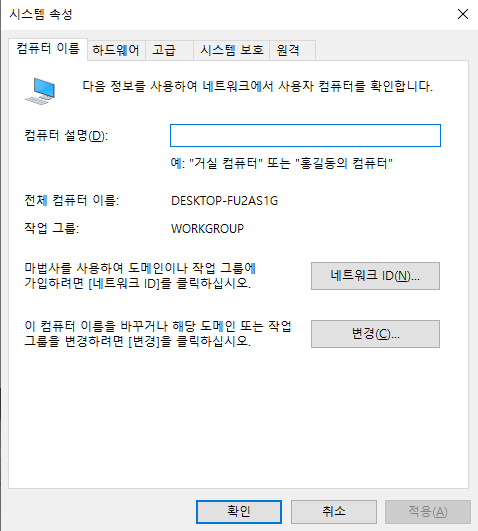 시스템 속성
컴퓨터 이름 하드웨어 고급 시스템 보호 원격
다음 정보를 사용하여 네트워크에서 사용자 컴퓨터를 확인합니다.
컴퓨터 설명(D):
예: "거실 컴퓨터" 또는 "홍길동의 컴퓨터"
전체 컴퓨터 이름: DESKTOP-FU2AS1G
작업 그룹: WORKGROUP
마법사를 사용하여 도메인이나 작업 그룹에
가입하려면 [네트워크 ID]를 클릭하십시오.
네트워크 ID(N)...
이 컴퓨터 이름을 바꾸거나 해당 도메인 또는 작업
그룹을 변경하려면 [변경]을 클릭하십시오.
변경(C)...
확인 취소 적용(A)